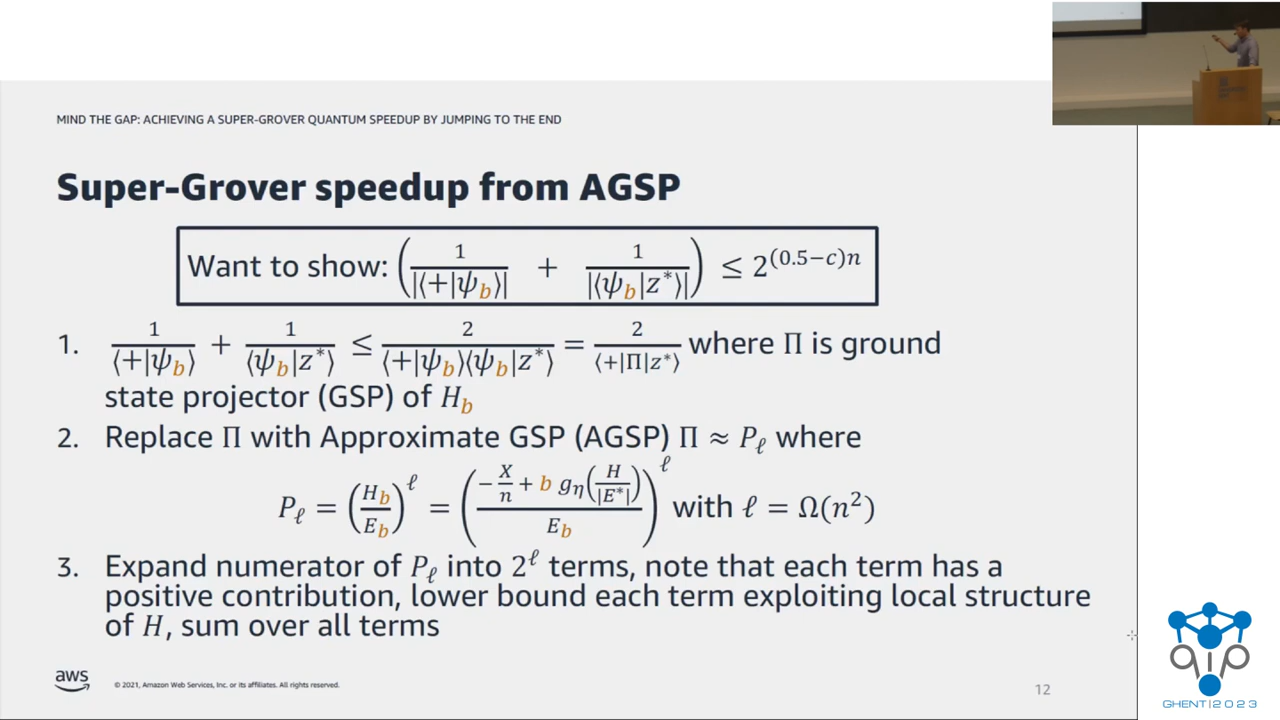 MIND THE GAP: ACHIEVING A SUPER-GROVER QUANTUM SPEEDUP BY JUMPING TO THE END
Super-Grover speedup from AGSP
Want to show: (1/|⟨+|ψ_b⟩| + 1/|⟨ψ_b|z*⟩|) ≤ 2^{(0.5−c)n}
1. 1/⟨+|ψ_b⟩ + 1/⟨ψ_b|z*⟩ ≤ 2/(⟨+|ψ_b⟩⟨ψ_b|z*⟩) = 2/⟨+|Π|z*⟩ where Π is ground
state projector (GSP) of H_b
2. Replace Π with Approximate GSP (AGSP) Π ≈ P_ℓ where
P_ℓ = (H_b/E_b)^ℓ = ((−X/n + b g_η(H/|E*|))/E_b)^ℓ with ℓ = Ω(n²)
3. Expand numerator of P_ℓ into 2^ℓ terms, note that each term has a
positive contribution, lower bound each term exploiting local structure
of H, sum over all terms
aws
© 2021, Amazon Web Services, Inc. or its affiliates. All rights reserved.
12
qip
GHENT|2023